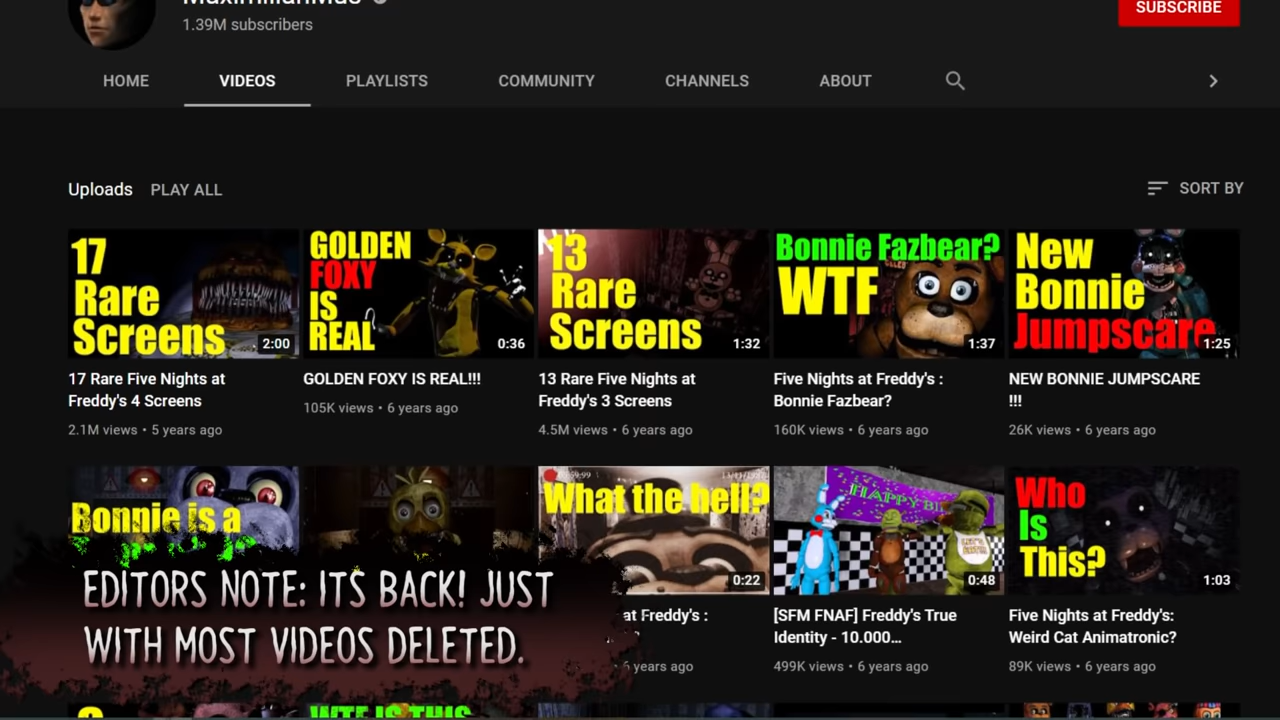 MaximilianMus
1.39M subscribers
SUBSCRIBE
HOME VIDEOS PLAYLISTS COMMUNITY CHANNELS ABOUT
Uploads PLAY ALL SORT BY
17
Rare
Screens
2:00
GOLDEN
FOXY
IS
REAL
0:36
13
Rare
Screens
1:32
Bonnie Fazbear?
WTF
1:37
New
Bonnie
Jumpscare
1:25
17 Rare Five Nights at
Freddy's 4 Screens
2.1M views • 5 years ago
GOLDEN FOXY IS REAL!!!
105K views • 6 years ago
13 Rare Five Nights at
Freddy's 3 Screens
4.5M views • 6 years ago
Five Nights at Freddy's :
Bonnie Fazbear?
160K views • 6 years ago
NEW BONNIE JUMPSCARE
!!!
26K views • 6 years ago
Bonnie is a
What the hell?
0:22
HAPPY
0:48
Who
Is
This?
1:03
EDITORS NOTE: ITS BACK! JUST
WITH MOST VIDEOS DELETED.
at Freddy's :
6 years ago
[SFM FNAF] Freddy's True
Identity - 10.000...
499K views • 6 years ago
Five Nights at Freddy's:
Weird Cat Animatronic?
89K views • 6 years ago
WTF IS THIS